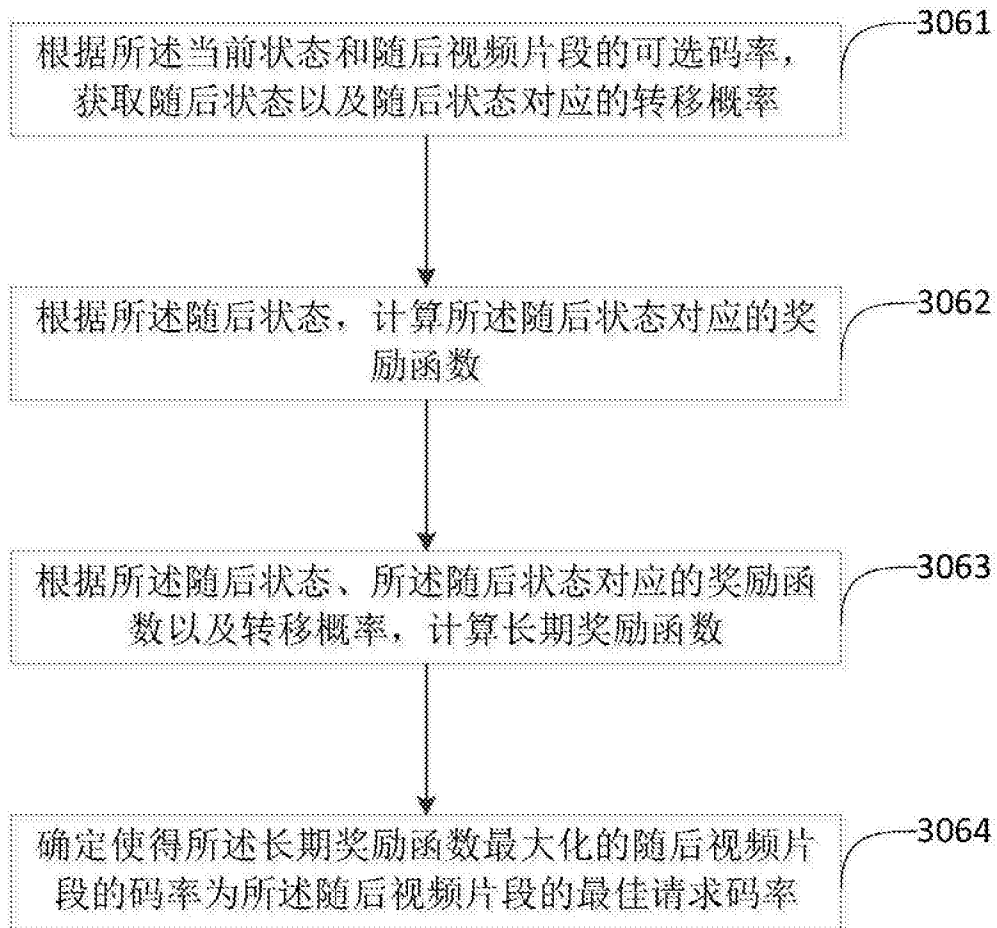 根据所述当前状态和随后视频片段的可选码率，
获取随后状态以及随后状态对应的转移概率
3061
根据所述随后状态，计算所述随后状态对应的奖
励函数
3062
根据所述随后状态、所述随后状态对应的奖励函
数以及转移概率，计算长期奖励函数
3063
确定使得所述长期奖励函数最大化的随后视频片
段的码率为所述随后视频片段的最佳请求码率
3064